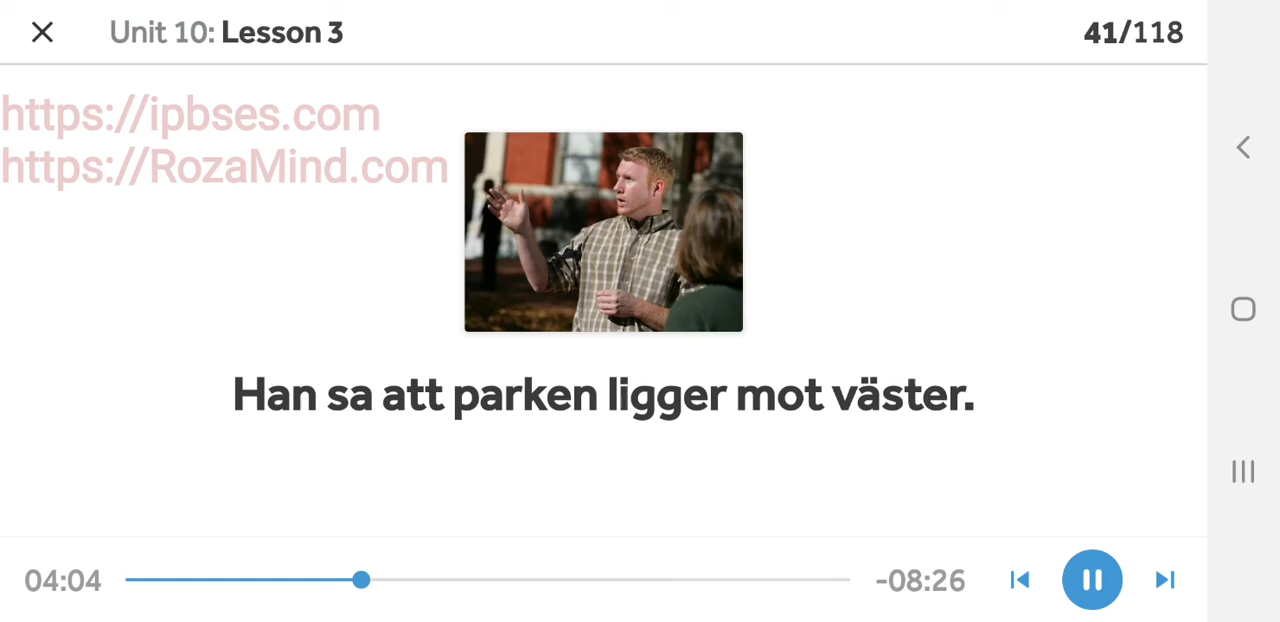 Unit 10: Lesson 3
41/118
https://ipbses.com
https://RozaMind.com
Han sa att parken ligger mot väster.
04:04
-08:26